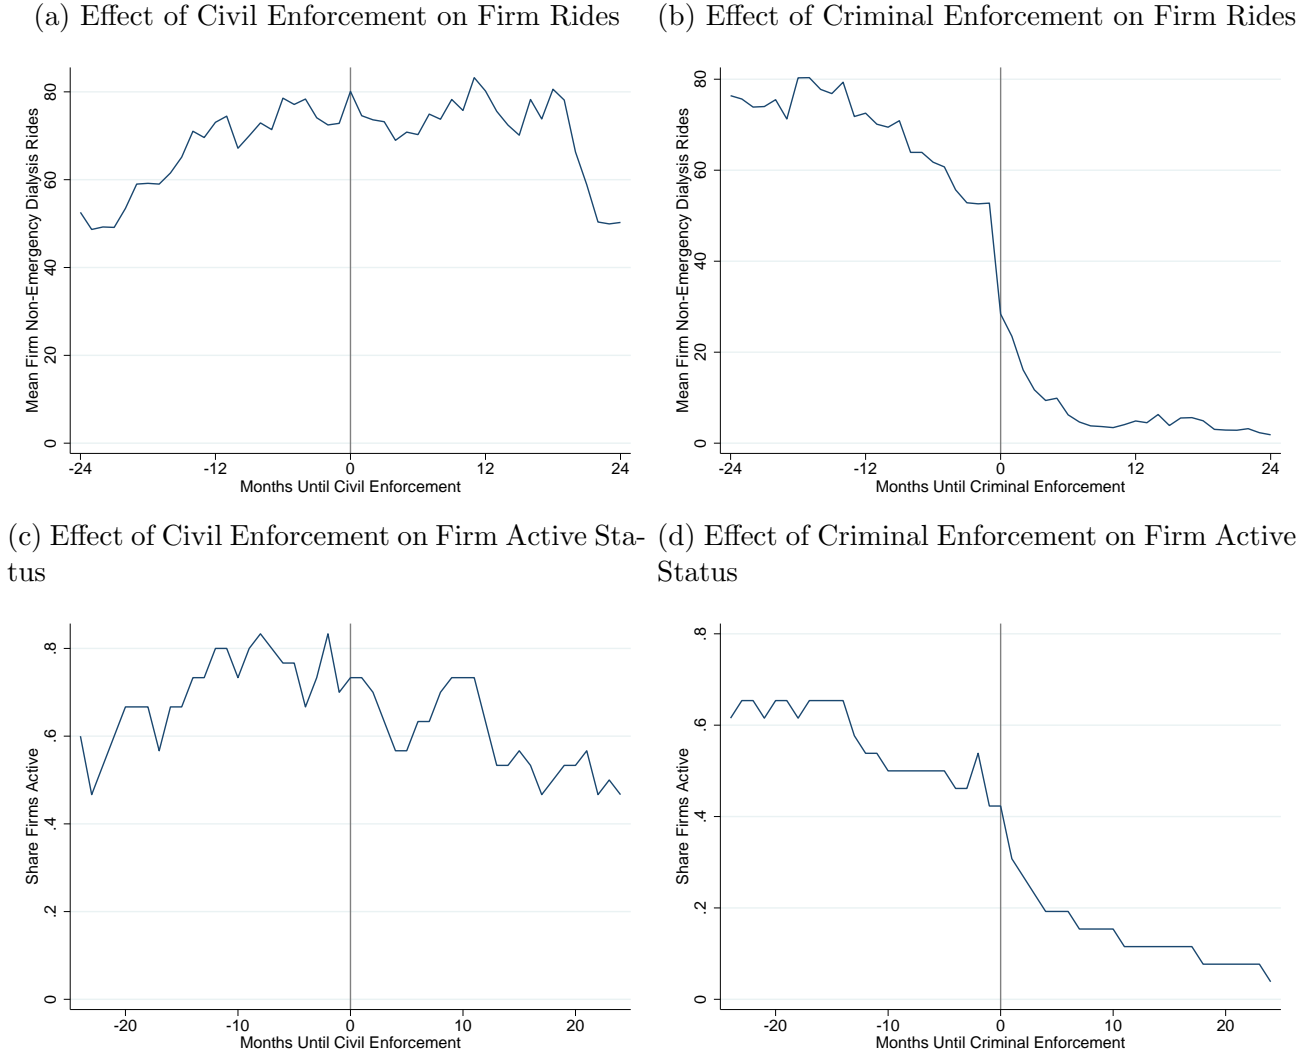 (a) Effect of Civil Enforcement on Firm Rides
Mean Firm Non-Emergency Dialysis Rides
80
60
40
20
0
-24 -12 0 12 24
Months Until Civil Enforcement
(b) Effect of Criminal Enforcement on Firm Rides
Mean Firm Non-Emergency Dialysis Rides
80
60
40
20
0
-24 -12 0 12 24
Months Until Criminal Enforcement
(c) Effect of Civil Enforcement on Firm Active Sta-
tus
Share Firms Active
.8
.6
.4
.2
0
-20 -10 0 10 20
Months Until Civil Enforcement
(d) Effect of Criminal Enforcement on Firm Active
Status
Share Firms Active
.8
.6
.4
.2
0
-20 -10 0 10 20
Months Until Criminal Enforcement